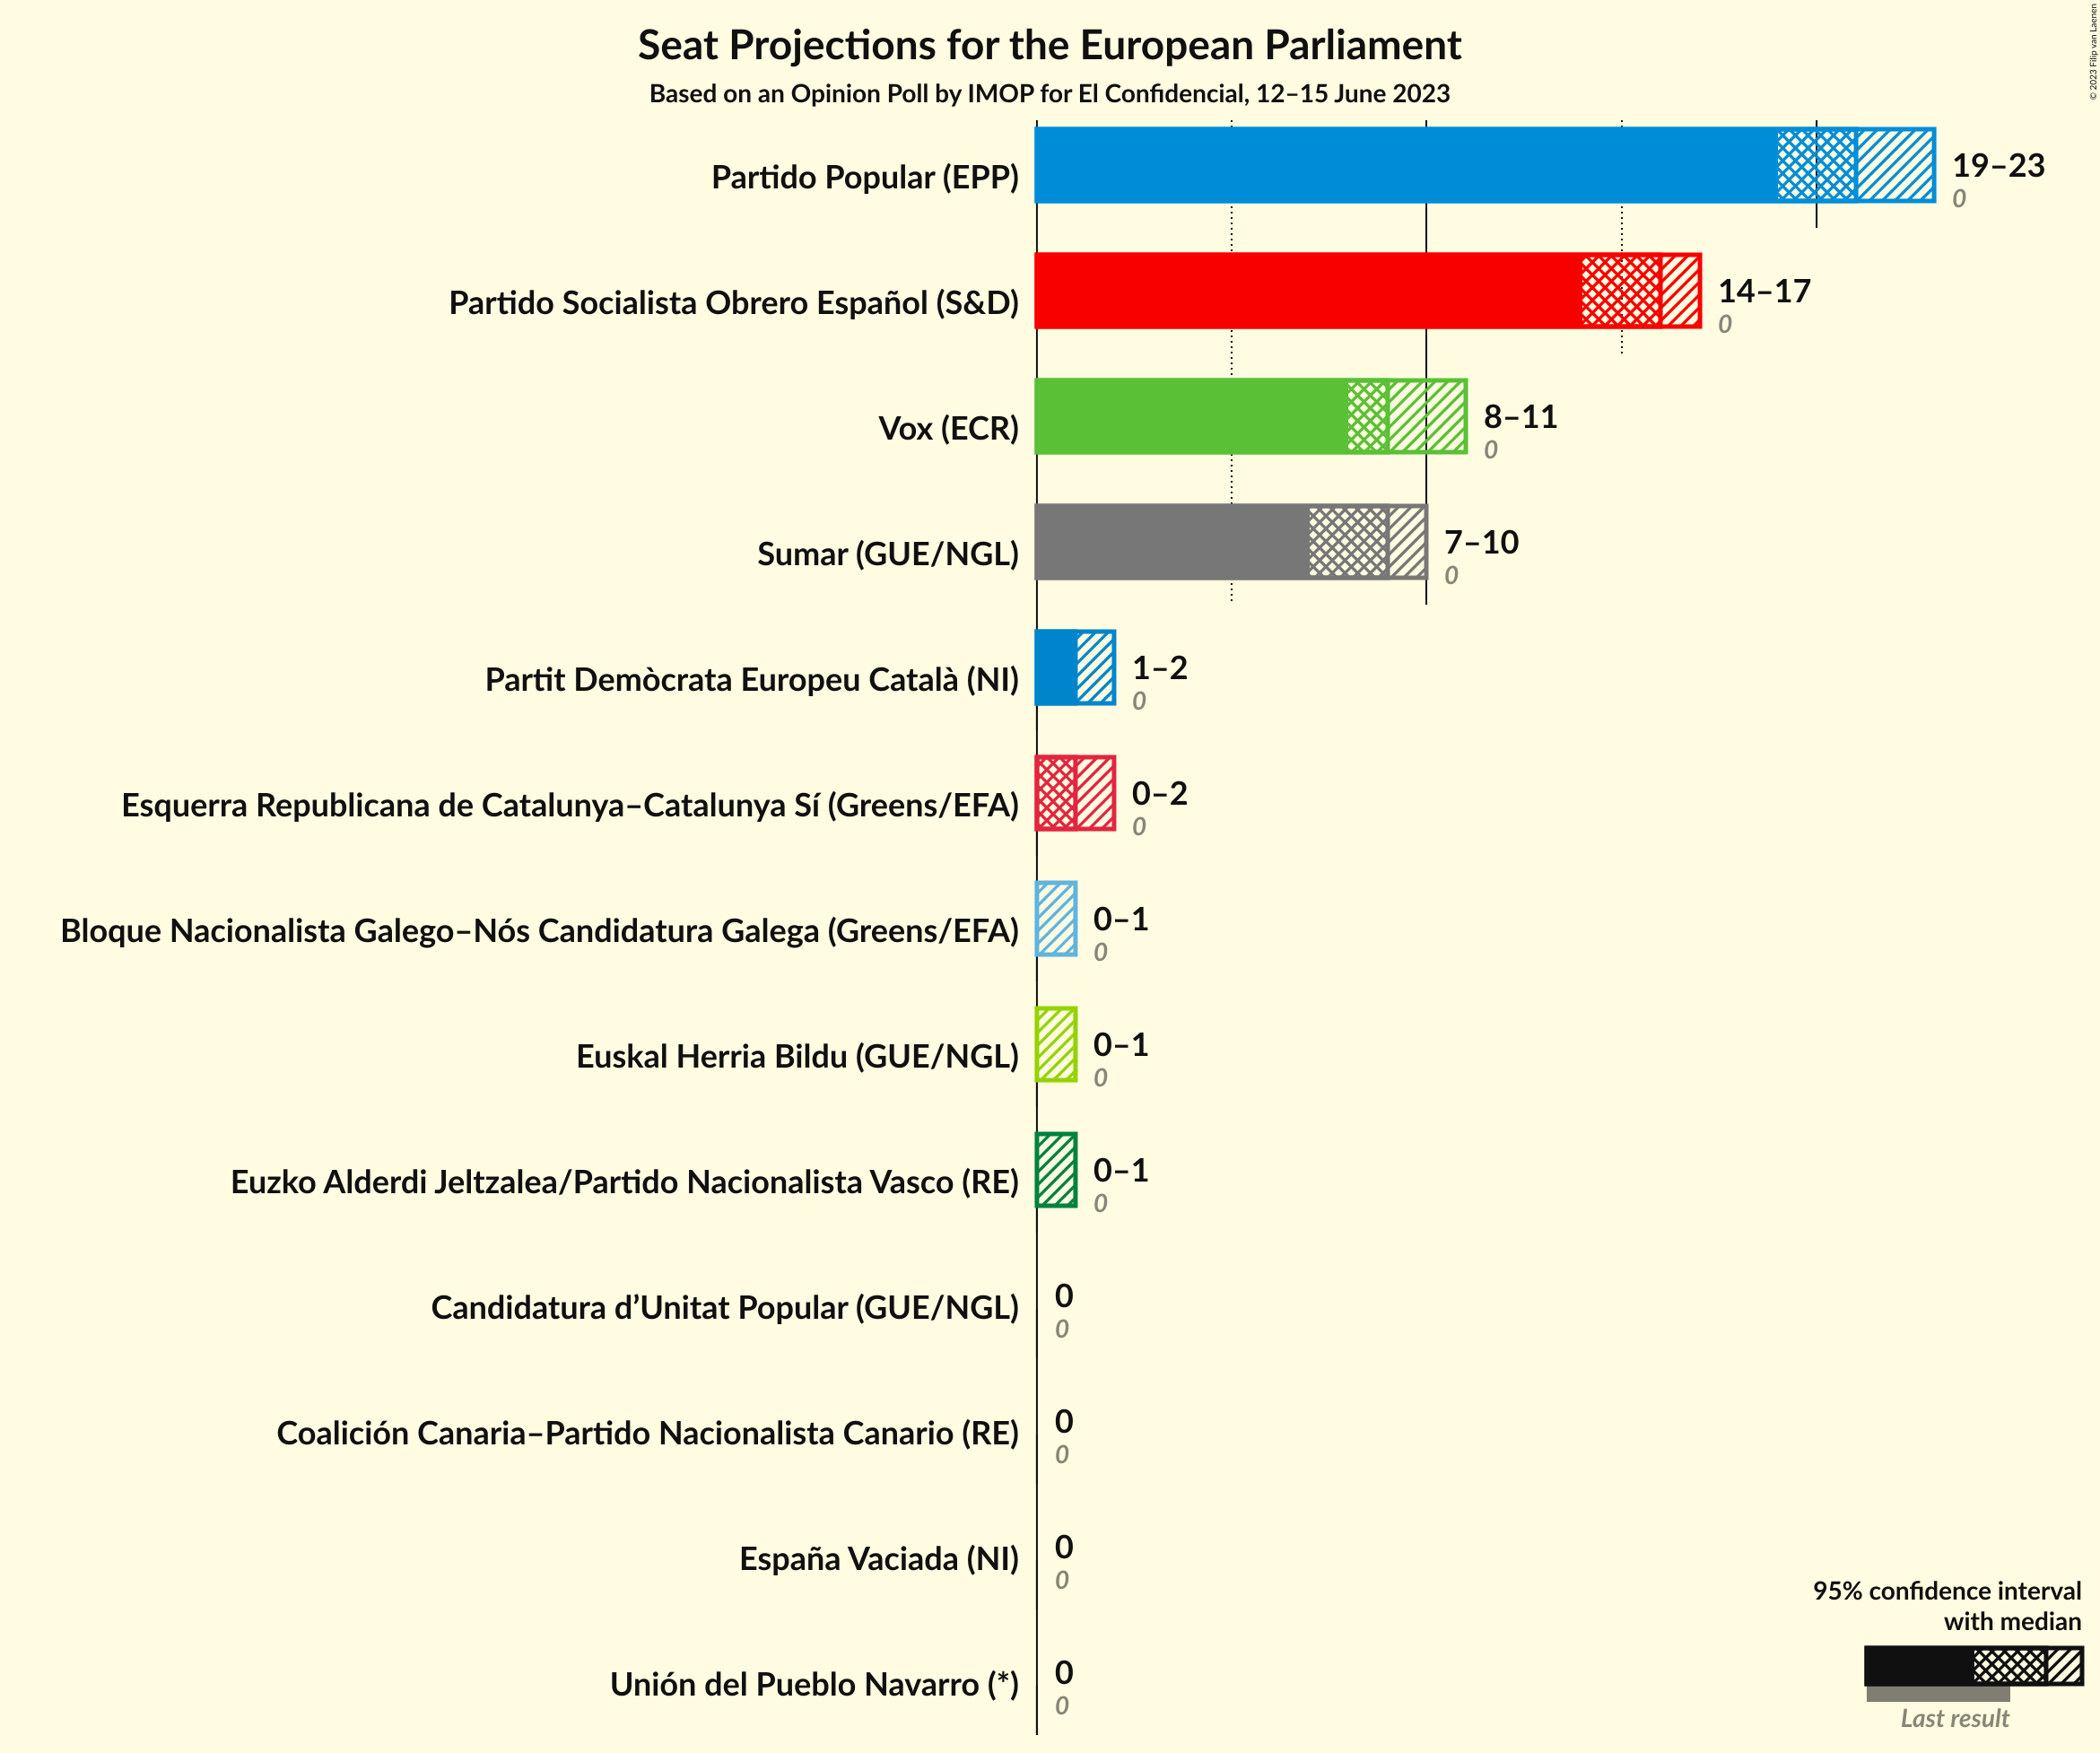 Seat Projections for the European Parliament
Based on an Opinion Poll by IMOP for El Confidencial, 12–15 June 2023
© 2023 Filip van Laenen
Partido Popular (EPP)
19–23
0
Partido Socialista Obrero Español (S&D)
14–17
0
Vox (ECR)
8–11
0
Sumar (GUE/NGL)
7–10
0
Partit Demòcrata Europeu Català (NI)
1–2
0
Esquerra Republicana de Catalunya–Catalunya Sí (Greens/EFA)
0–2
0
Bloque Nacionalista Galego–Nós Candidatura Galega (Greens/EFA)
0–1
0
Euskal Herria Bildu (GUE/NGL)
0–1
0
Euzko Alderdi Jeltzalea/Partido Nacionalista Vasco (RE)
0–1
0
Candidatura d’Unitat Popular (GUE/NGL)
0
0
Coalición Canaria–Partido Nacionalista Canario (RE)
0
0
España Vaciada (NI)
0
0
Unión del Pueblo Navarro (*)
0
0
95% confidence interval
with median
Last result